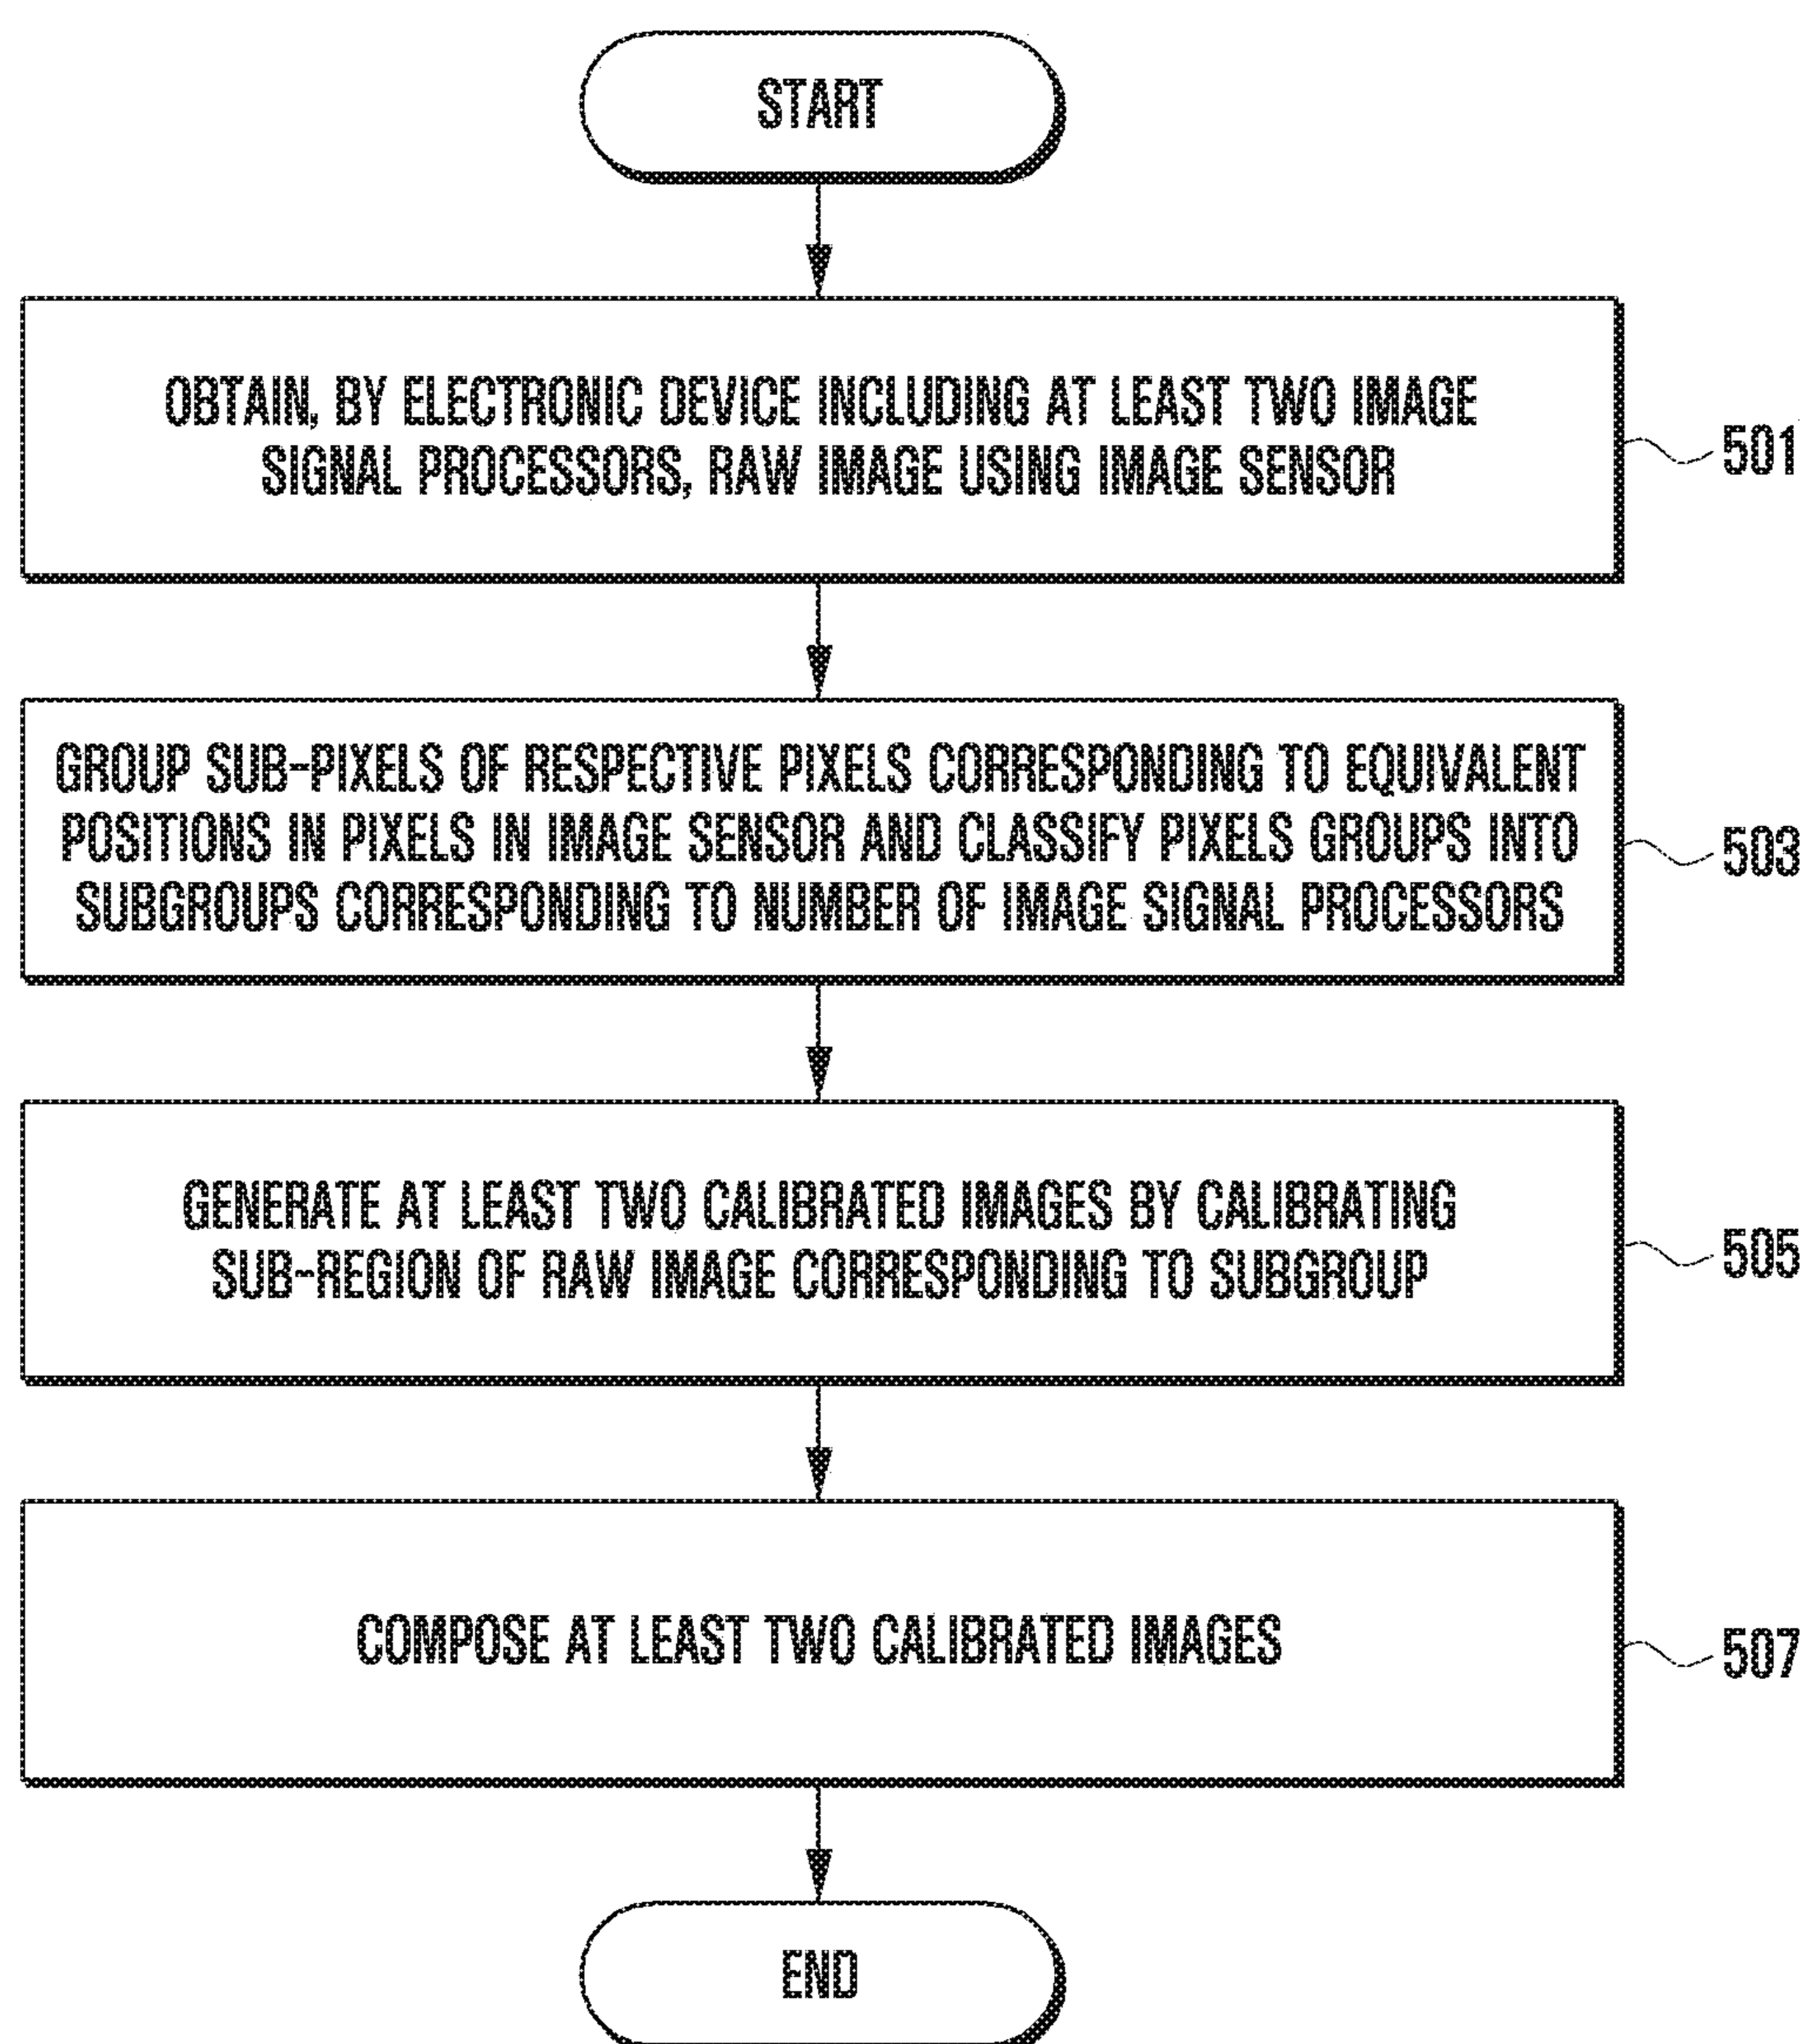 START
OBTAIN, BY ELECTRONIC DEVICE INCLUDING AT LEAST TWO IMAGE
SIGNAL PROCESSORS, RAW IMAGE USING IMAGE SENSOR
501
GROUP SUB-PIXELS OF RESPECTIVE PIXELS CORRESPONDING TO EQUIVALENT
POSITIONS IN PIXELS IN IMAGE SENSOR AND CLASSIFY PIXELS GROUPS INTO
SUBGROUPS CORRESPONDING TO NUMBER OF IMAGE SIGNAL PROCESSORS
503
GENERATE AT LEAST TWO CALIBRATED IMAGES BY CALIBRATING
SUB-REGION OF RAW IMAGE CORRESPONDING TO SUBGROUP
505
COMPOSE AT LEAST TWO CALIBRATED IMAGES
507
END